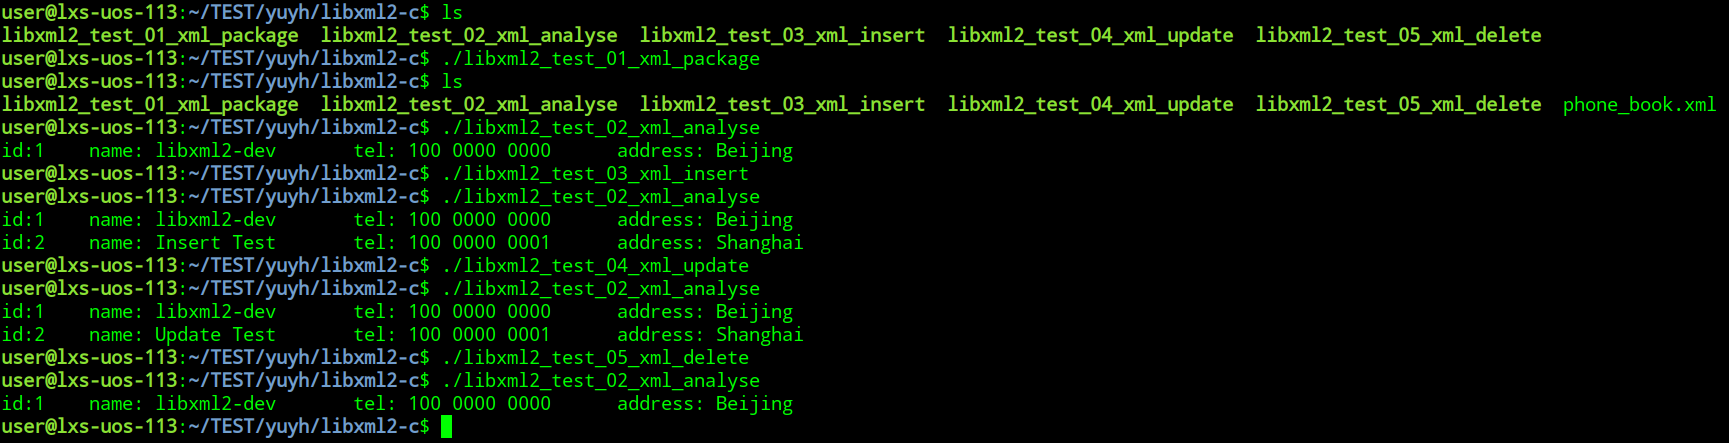 user@lxs-uos-113:~/TEST/yuyh/libxml2-c$ ls
libxml2_test_01_xml_package  libxml2_test_02_xml_analyse  libxml2_test_03_xml_insert  libxml2_test_04_xml_update  libxml2_test_05_xml_delete
user@lxs-uos-113:~/TEST/yuyh/libxml2-c$ ./libxml2_test_01_xml_package
user@lxs-uos-113:~/TEST/yuyh/libxml2-c$ ls
libxml2_test_01_xml_package  libxml2_test_02_xml_analyse  libxml2_test_03_xml_insert  libxml2_test_04_xml_update  libxml2_test_05_xml_delete  phone_book.xml
user@lxs-uos-113:~/TEST/yuyh/libxml2-c$ ./libxml2_test_02_xml_analyse
id:1    name: libxml2-dev       tel: 100 0000 0000      address: Beijing
user@lxs-uos-113:~/TEST/yuyh/libxml2-c$ ./libxml2_test_03_xml_insert
user@lxs-uos-113:~/TEST/yuyh/libxml2-c$ ./libxml2_test_02_xml_analyse
id:1    name: libxml2-dev       tel: 100 0000 0000      address: Beijing
id:2    name: Insert Test       tel: 100 0000 0001      address: Shanghai
user@lxs-uos-113:~/TEST/yuyh/libxml2-c$ ./libxml2_test_04_xml_update
user@lxs-uos-113:~/TEST/yuyh/libxml2-c$ ./libxml2_test_02_xml_analyse
id:1    name: libxml2-dev       tel: 100 0000 0000      address: Beijing
id:2    name: Update Test       tel: 100 0000 0001      address: Shanghai
user@lxs-uos-113:~/TEST/yuyh/libxml2-c$ ./libxml2_test_05_xml_delete
user@lxs-uos-113:~/TEST/yuyh/libxml2-c$ ./libxml2_test_02_xml_analyse
id:1    name: libxml2-dev       tel: 100 0000 0000      address: Beijing
user@lxs-uos-113:~/TEST/yuyh/libxml2-c$